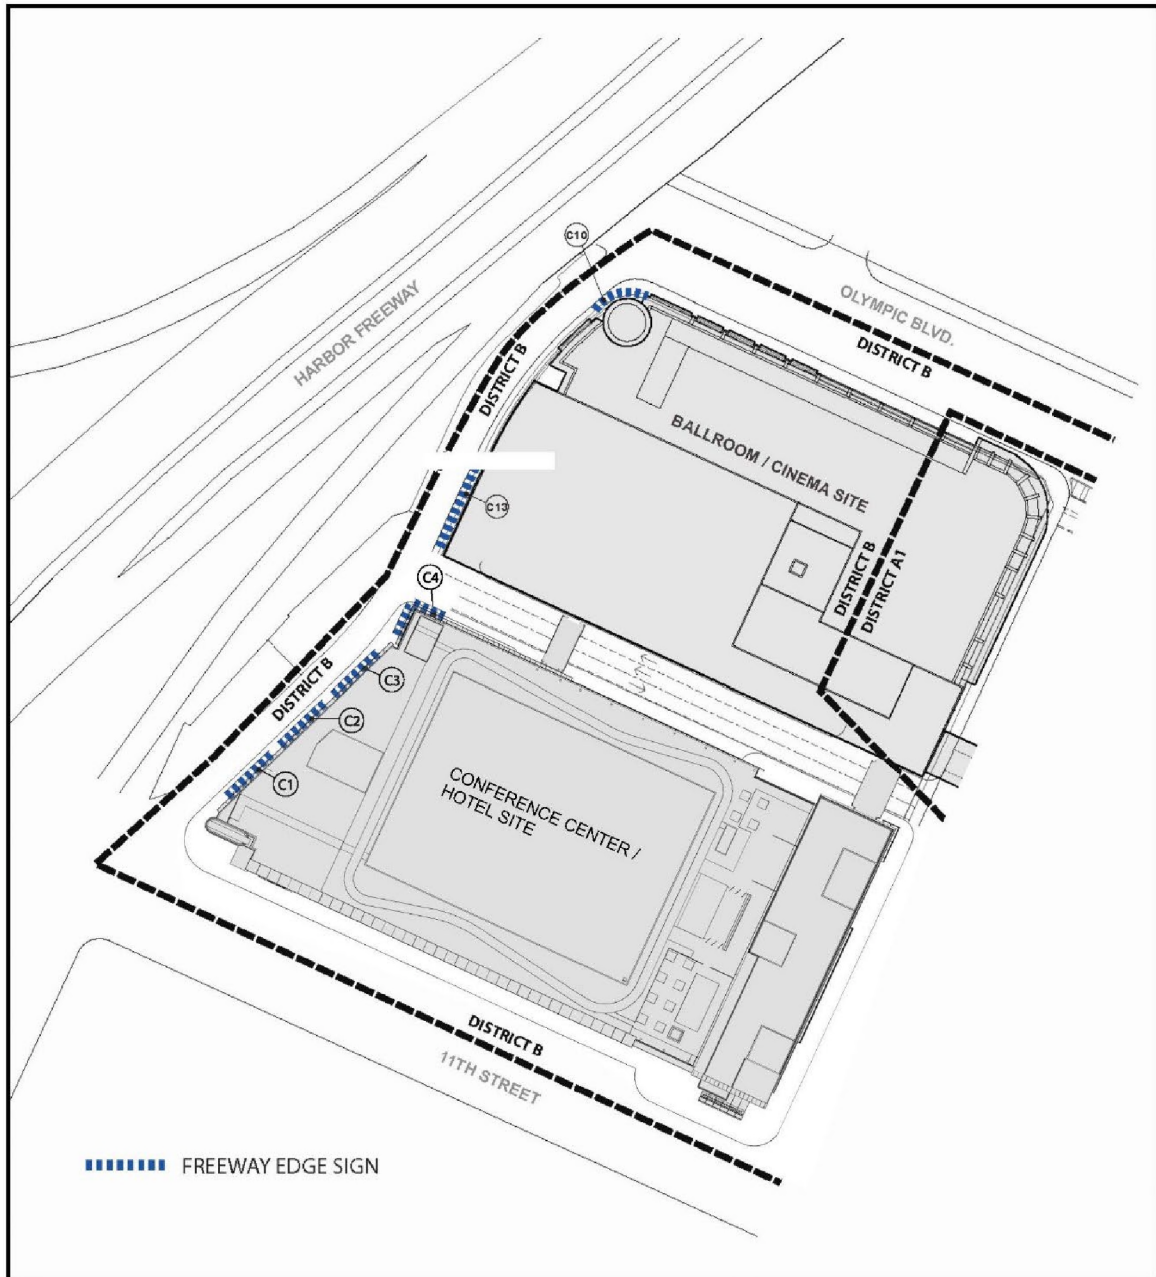 C10
OLYMPIC BLVD.
HARBOR FREEWAY
DISTRICT B
DISTRICT B
BALLROOM / CINEMA SITE
C13
DISTRICT B
DISTRICT A1
C4
DISTRICT B
C3
C2
C1
CONFERENCE CENTER /
HOTEL SITE
DISTRICT B
11TH STREET
FREEWAY EDGE SIGN